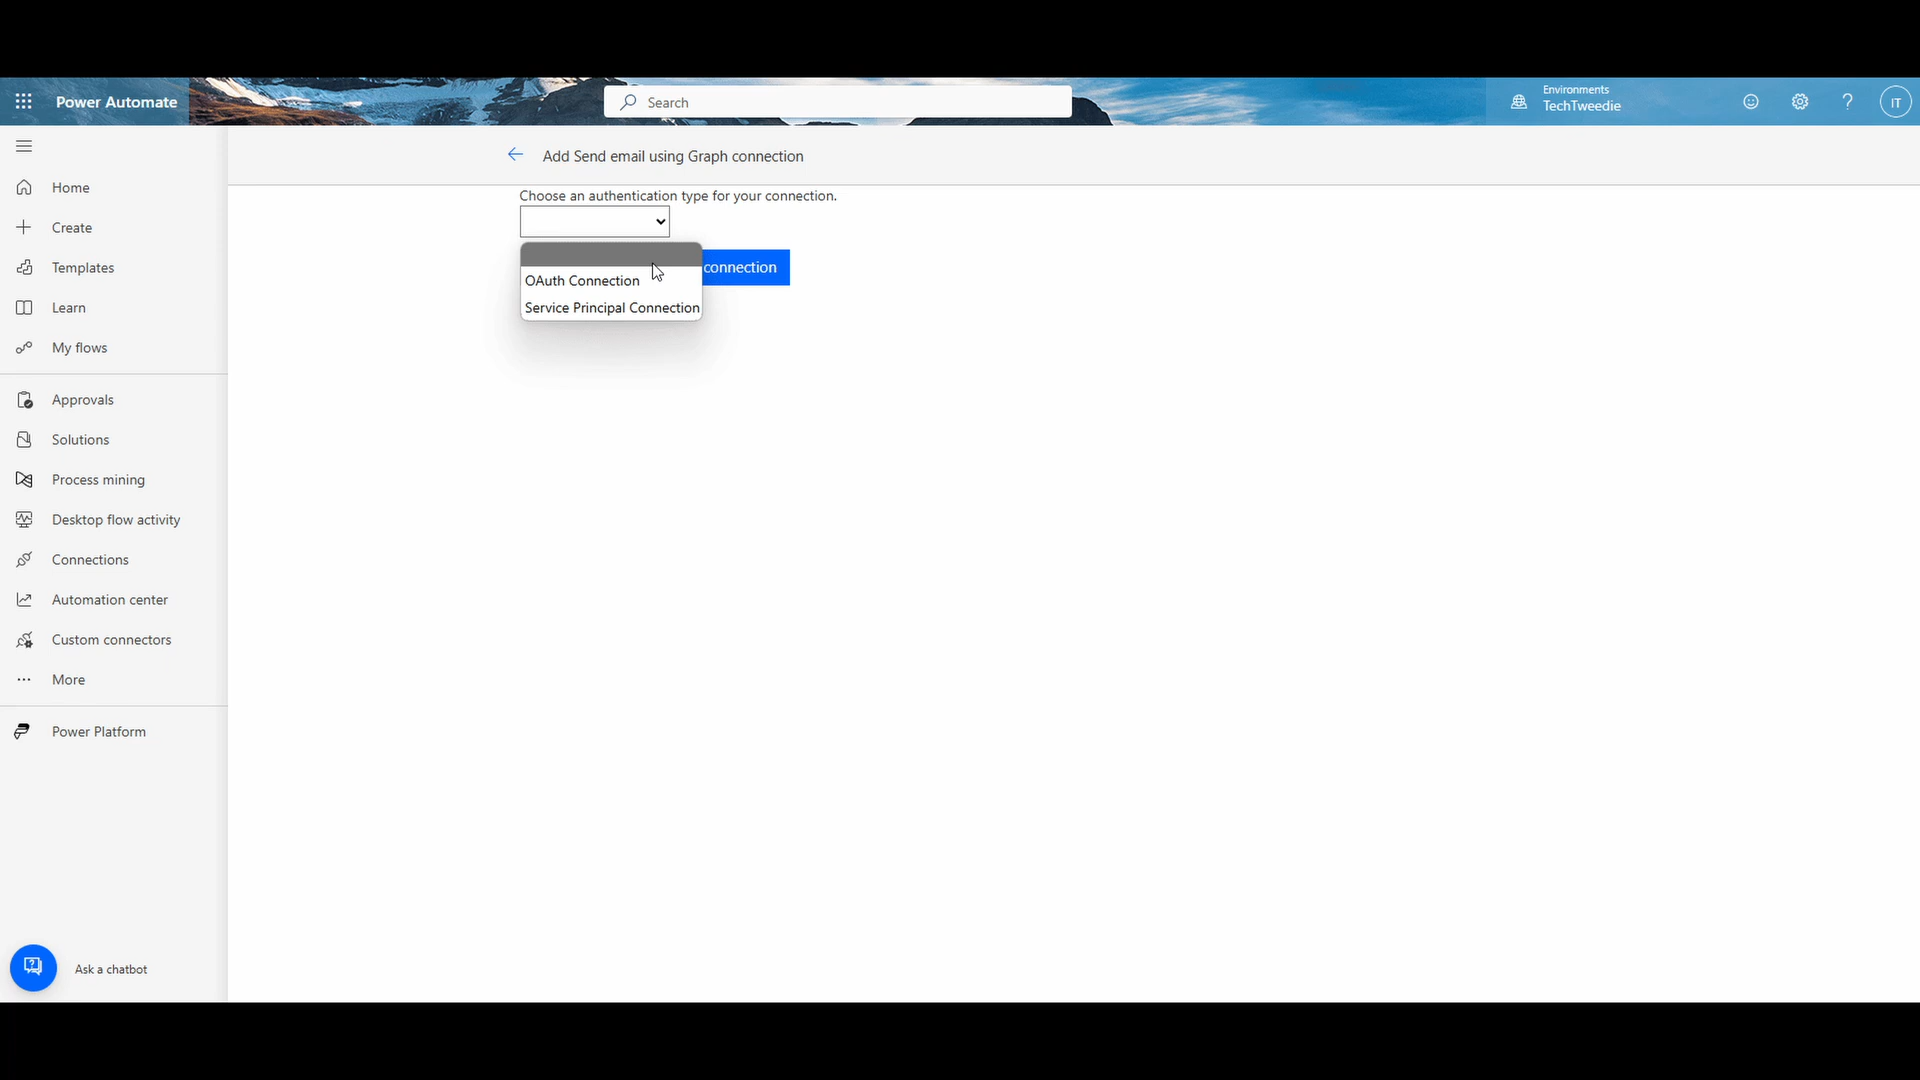 Power Automate
Search
Environments
TechTweedie
IT
Add Send email using Graph connection
Home
Create
Templates
Learn
My flows
Approvals
Solutions
Process mining
Desktop flow activity
Connections
Automation center
Custom connectors
More
Power Platform
Ask a chatbot
Choose an authentication type for your connection.
connection
OAuth Connection
Service Principal Connection